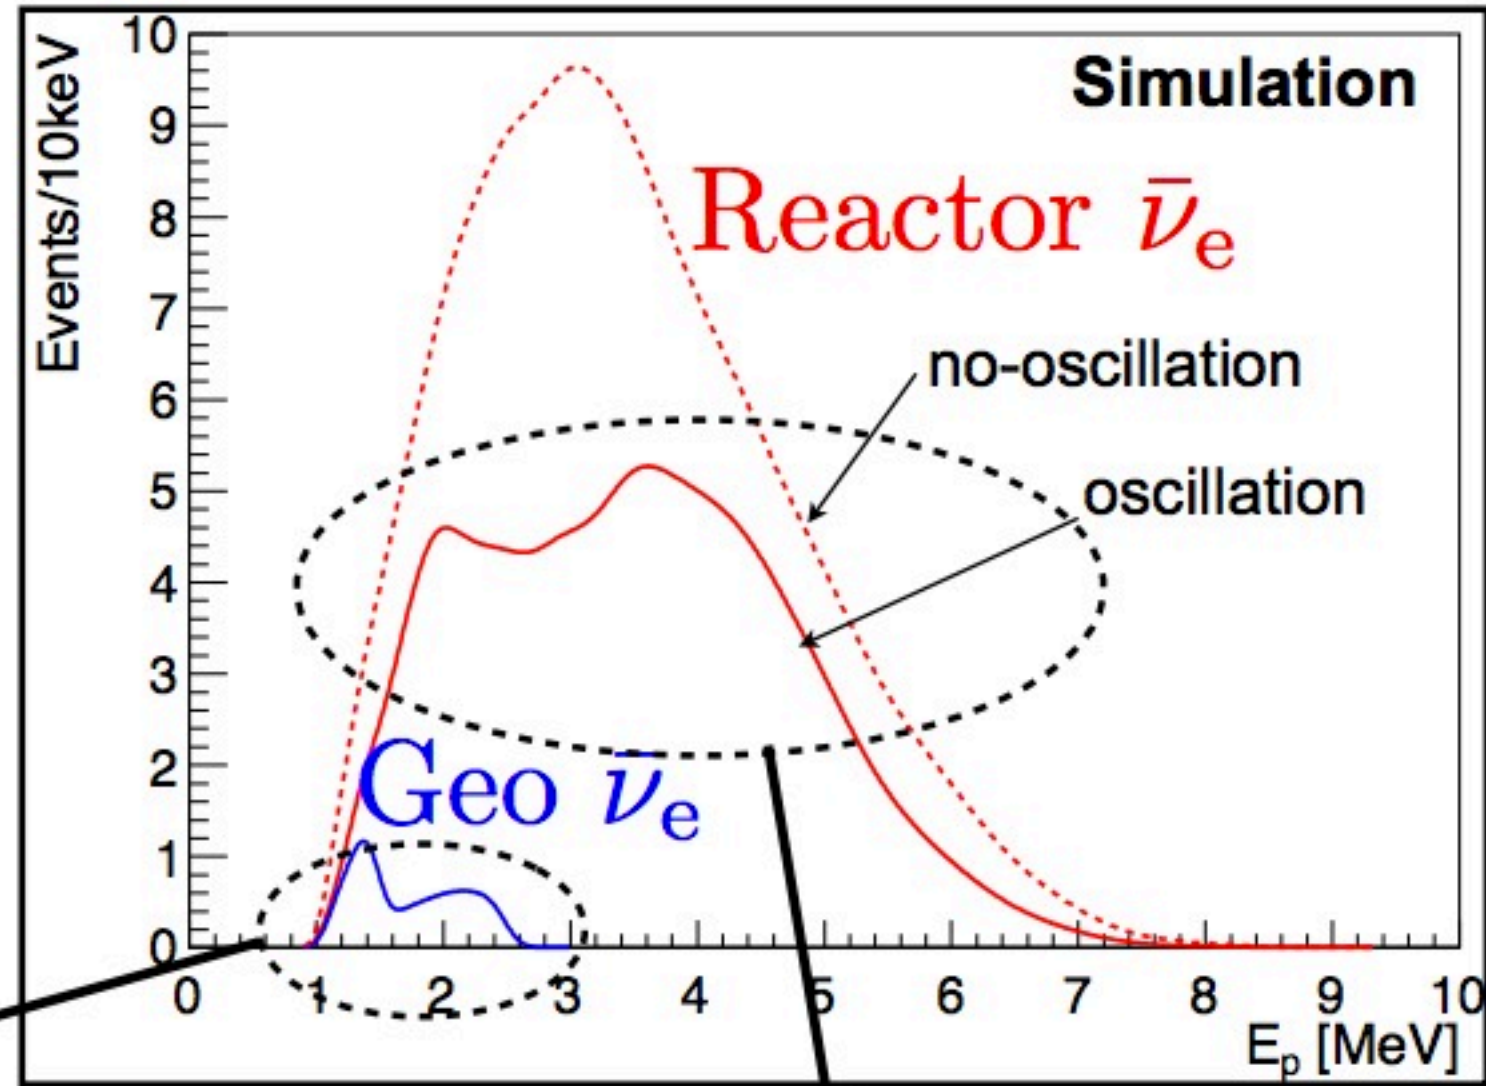 Simulation
Events/10keV
10
9
8
7
6
5
4
3
2
1
0
Reactor ν̄e
no-oscillation
oscillation
Geo ν̄e
0 1 2 3 4 5 6 7 8 9 10
Ep [MeV]